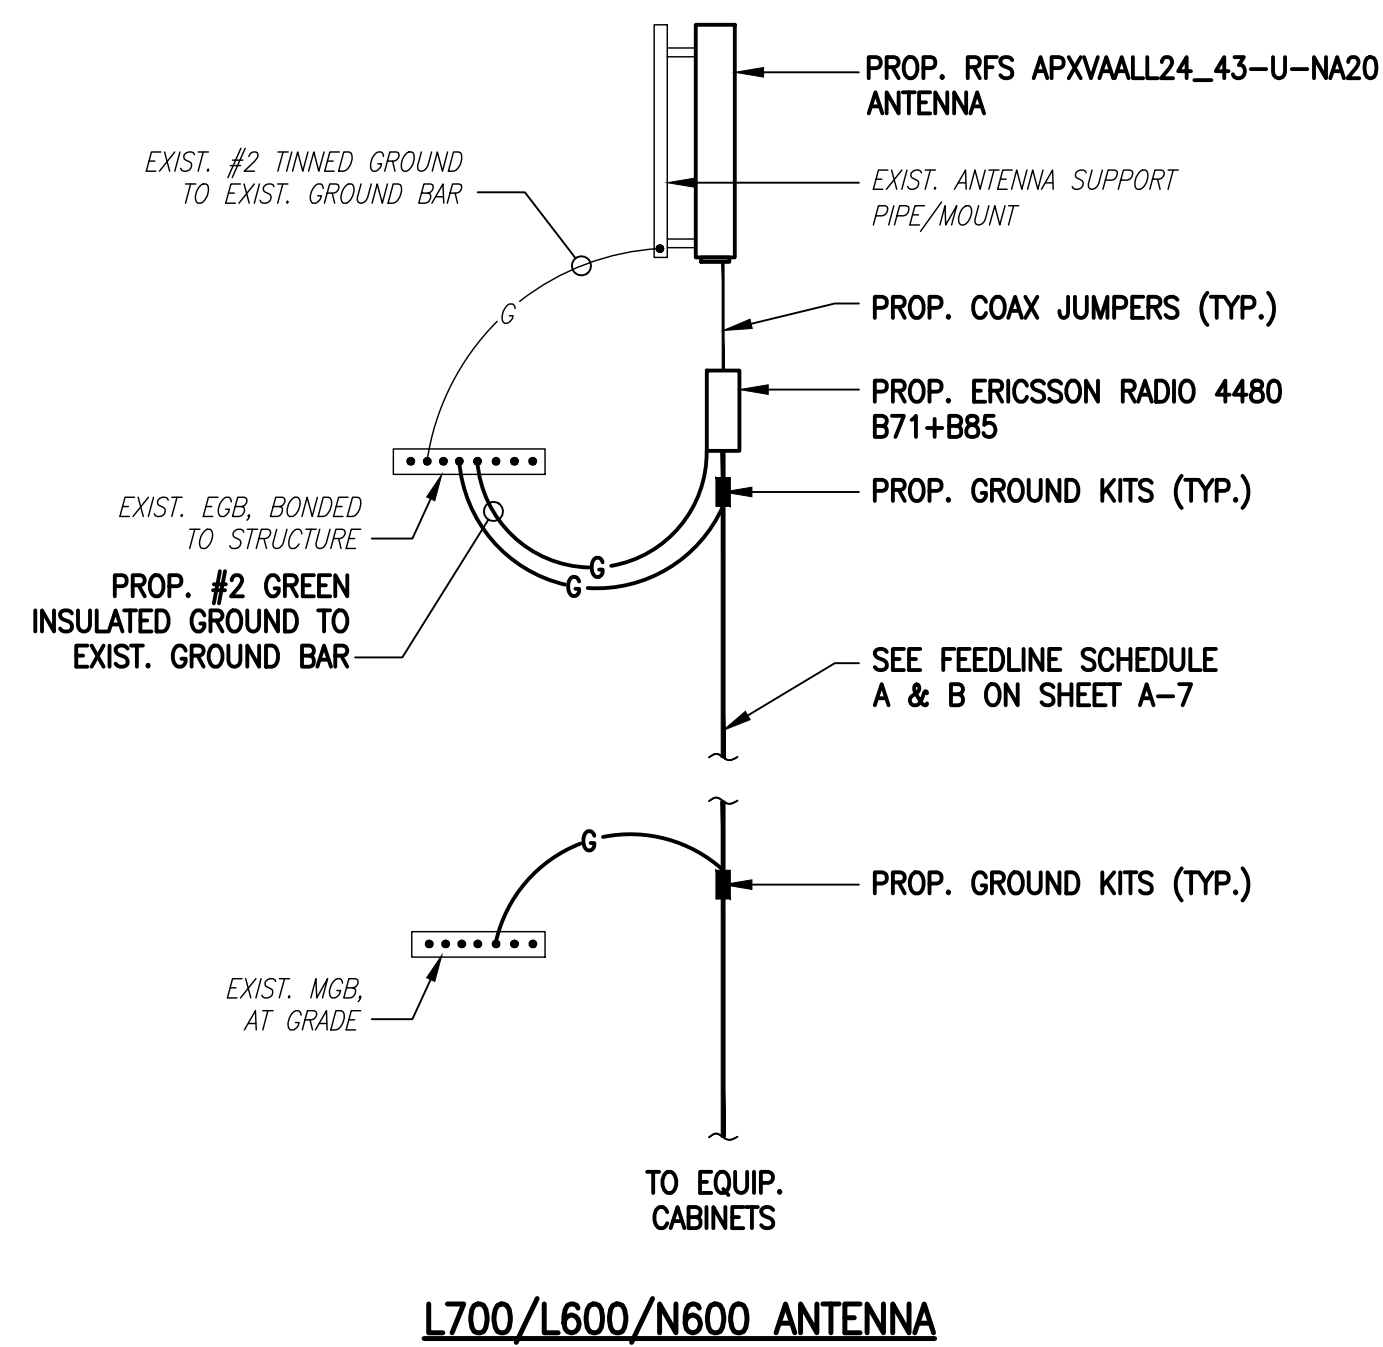 PROP. RFS APXVAALL24_43-U-NA20
ANTENNA
EXIST. #2 TINNED GROUND
TO EXIST. GROUND BAR
EXIST. ANTENNA SUPPORT
PIPE/MOUNT
G
PROP. COAX JUMPERS (TYP.)
PROP. ERICSSON RADIO 4480
B71+B85
PROP. GROUND KITS (TYP.)
EXIST. EGB, BONDED
TO STRUCTURE
G
G
PROP. #2 GREEN
INSULATED GROUND TO
EXIST. GROUND BAR
SEE FEEDLINE SCHEDULE
A & B ON SHEET A-7
G
PROP. GROUND KITS (TYP.)
EXIST. MGB,
AT GRADE
TO EQUIP.
CABINETS
L700/L600/N600 ANTENNA